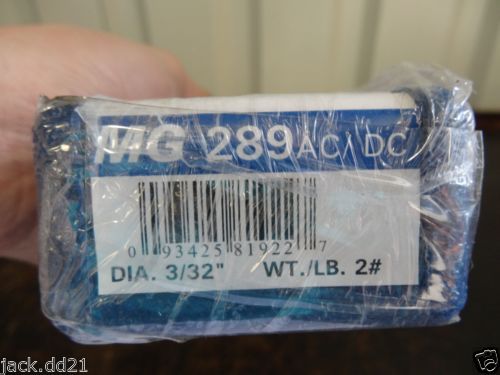 MG 289 AC/DC
0 93425 81922 7
DIA. 3/32" WT./LB. 2#
jack.dd21